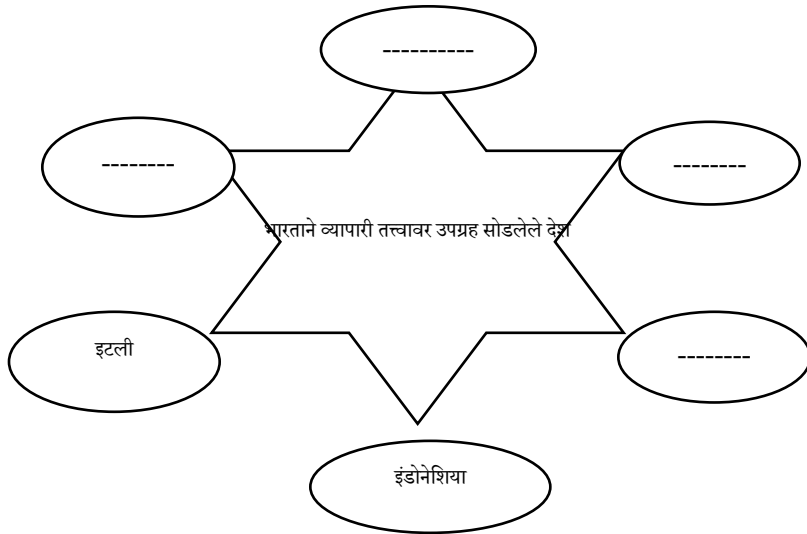 ----------
--------
--------
भारताने व्यापारी तत्त्वावर उपग्रह सोडलेले देश
इटली
--------
इंडोनेशिया